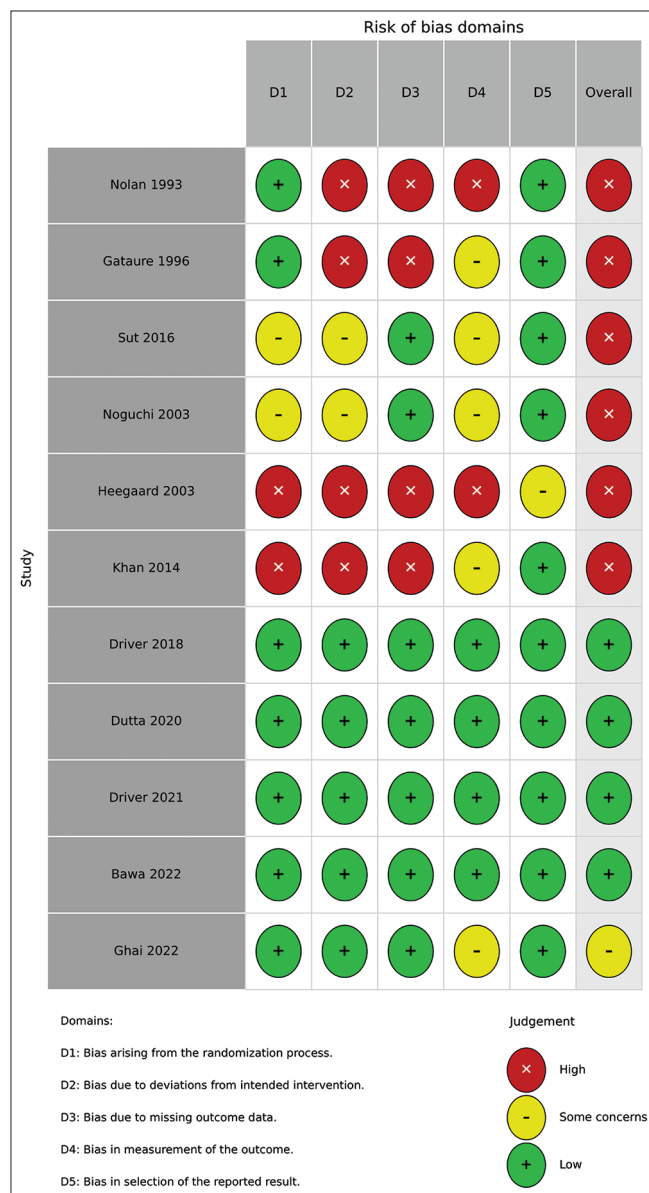 Risk of bias domains
D1 D2 D3 D4 D5 Overall
Study
Nolan 1993 + × × × + ×
Gataure 1996 + × × - + ×
Sut 2016 - - + - + ×
Noguchi 2003 - - + - + ×
Heegaard 2003 × × × × - ×
Khan 2014 × × × - + ×
Driver 2018 + + + + + +
Dutta 2020 + + + + + +
Driver 2021 + + + + + +
Bawa 2022 + + + + + +
Ghai 2022 + + + - + -
Domains:
D1: Bias arising from the randomization process.
D2: Bias due to deviations from intended intervention.
D3: Bias due to missing outcome data.
D4: Bias in measurement of the outcome.
D5: Bias in selection of the reported result.
Judgement
× High
- Some concerns
+ Low